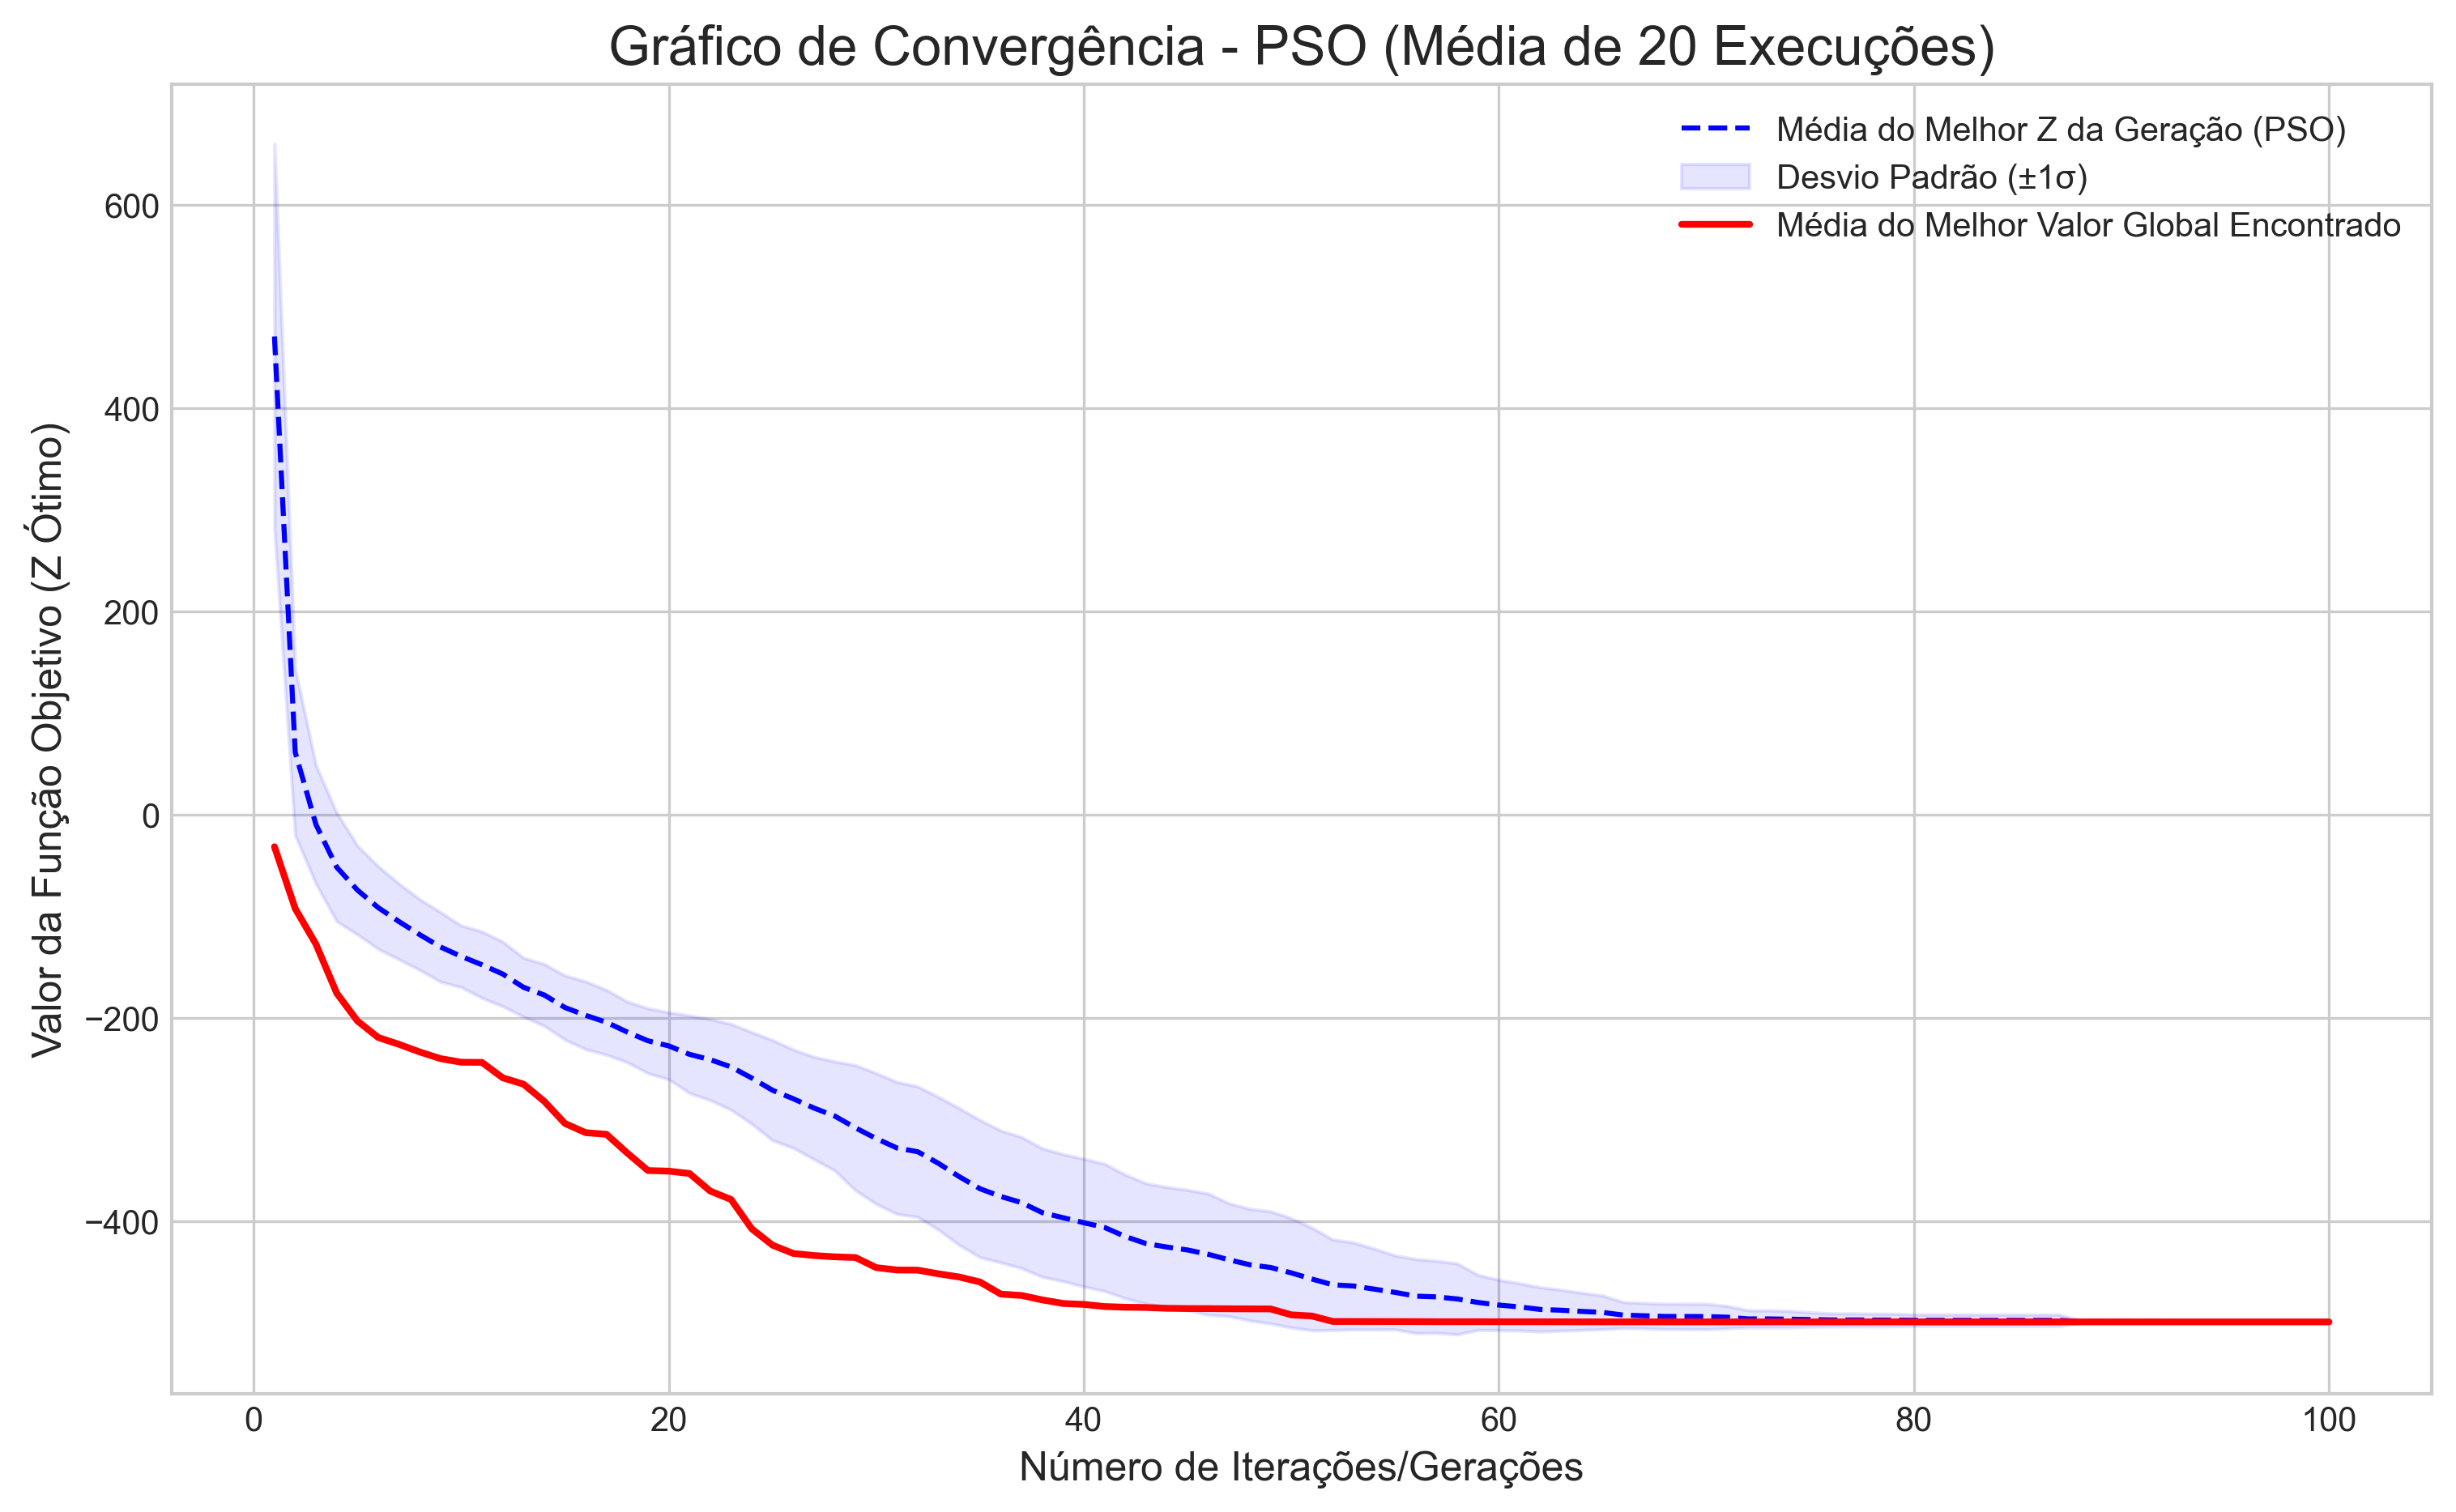 Gráfico de Convergência - PSO (Média de 20 Execuções)
Média do Melhor Z da Geração (PSO)
Desvio Padrão (±1σ)
Média do Melhor Valor Global Encontrado
Valor da Função Objetivo (Z Ótimo)
600
400
200
0
−200
−400
0 20 40 60 80 100
Número de Iterações/Gerações